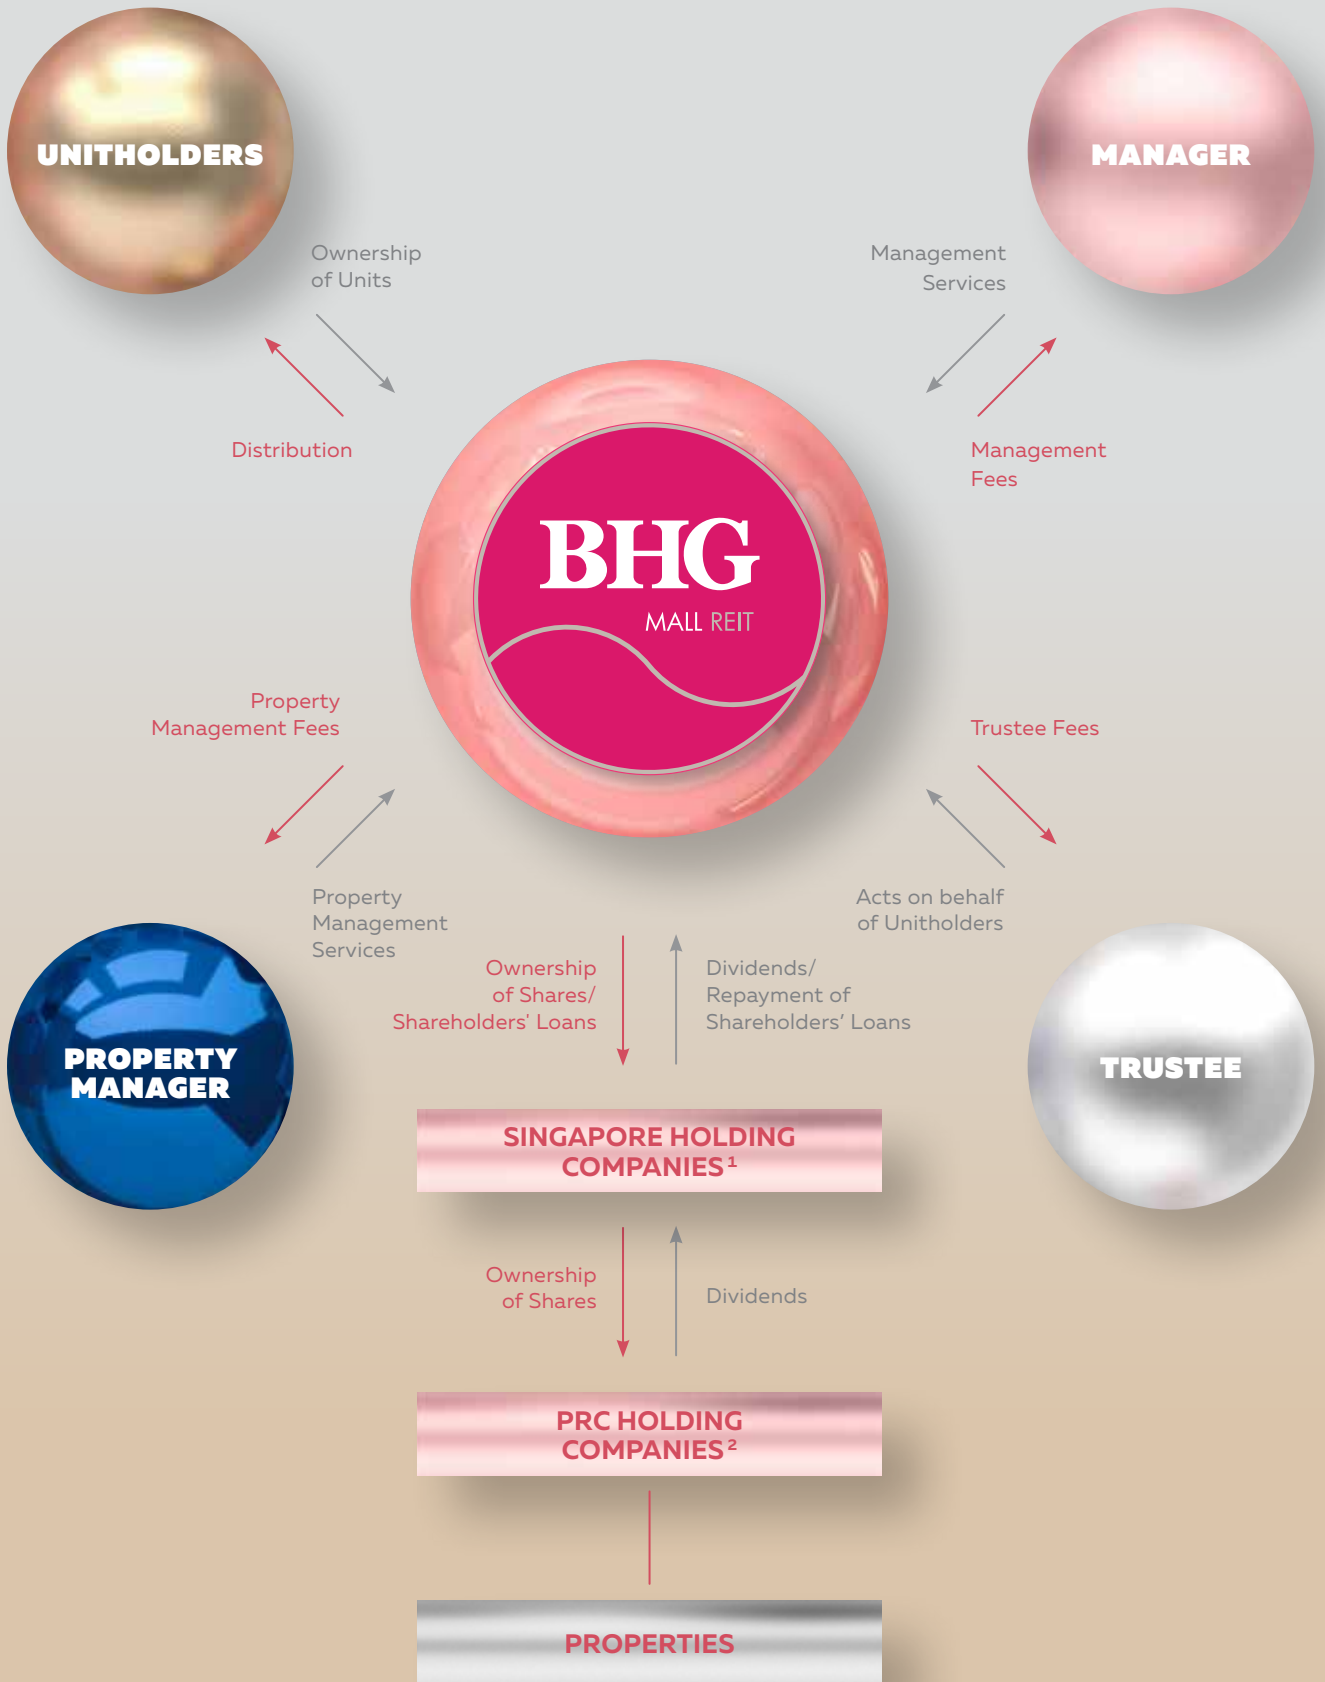 UNITHOLDERS
MANAGER
Ownership
of Units
Management
Services
Distribution
Management
Fees
BHG
MALL REIT
Property
Management Fees
Trustee Fees
Property
Management
Services
Acts on behalf
of Unitholders
PROPERTY
MANAGER
Ownership
of Shares/
Shareholders' Loans
Dividends/
Repayment of
Shareholders’ Loans
TRUSTEE
SINGAPORE HOLDING
COMPANIES¹
Ownership
of Shares
Dividends
PRC HOLDING
COMPANIES²
PROPERTIES